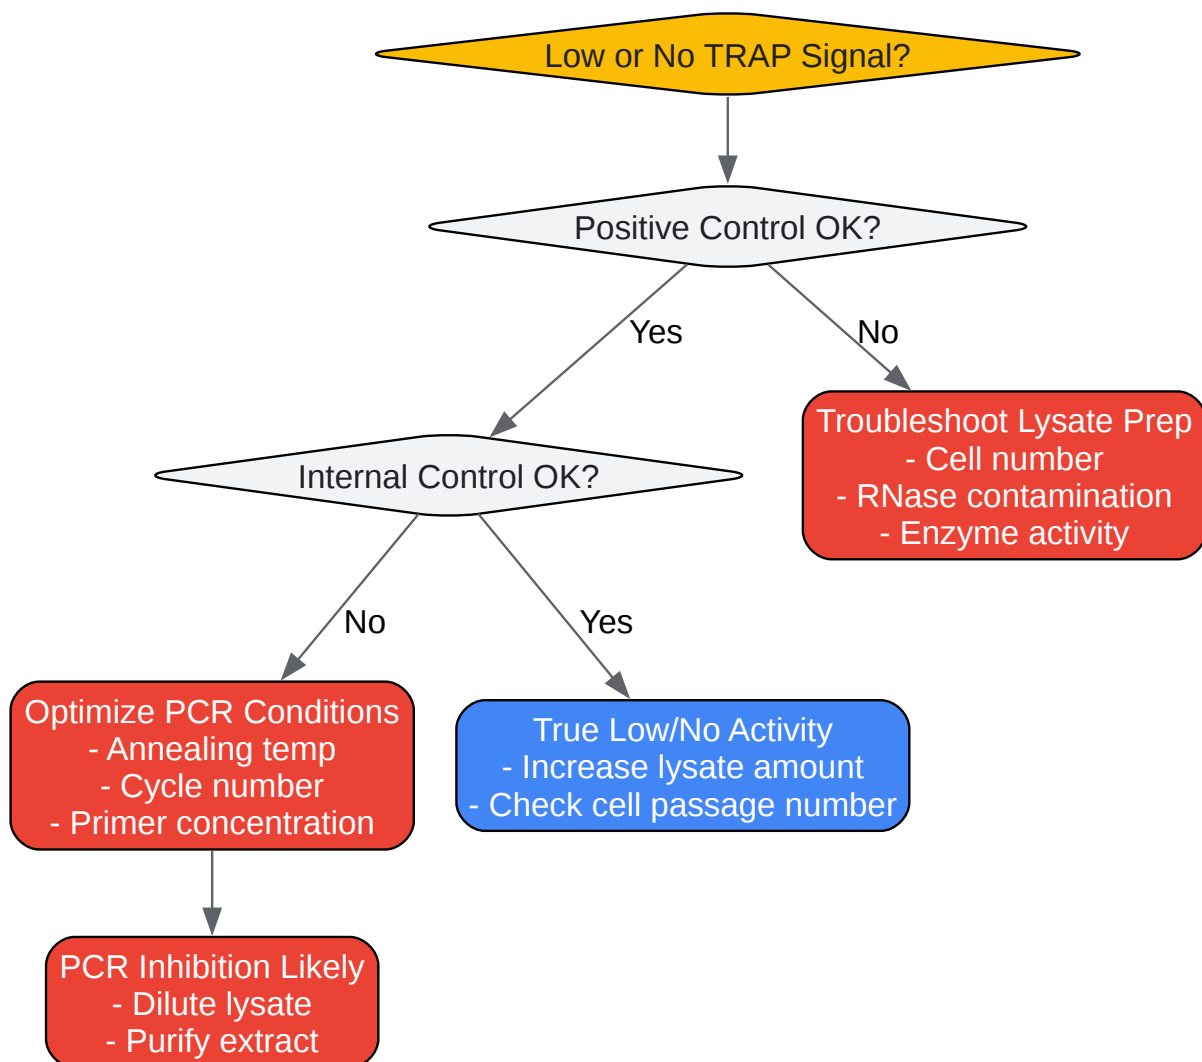 Low or No TRAP Signal?
Positive Control OK?
Yes
No
Troubleshoot Lysate Prep
- Cell number
- RNase contamination
- Enzyme activity
Internal Control OK?
No
Yes
Optimize PCR Conditions
- Annealing temp
- Cycle number
- Primer concentration
True Low/No Activity
- Increase lysate amount
- Check cell passage number
PCR Inhibition Likely
- Dilute lysate
- Purify extract